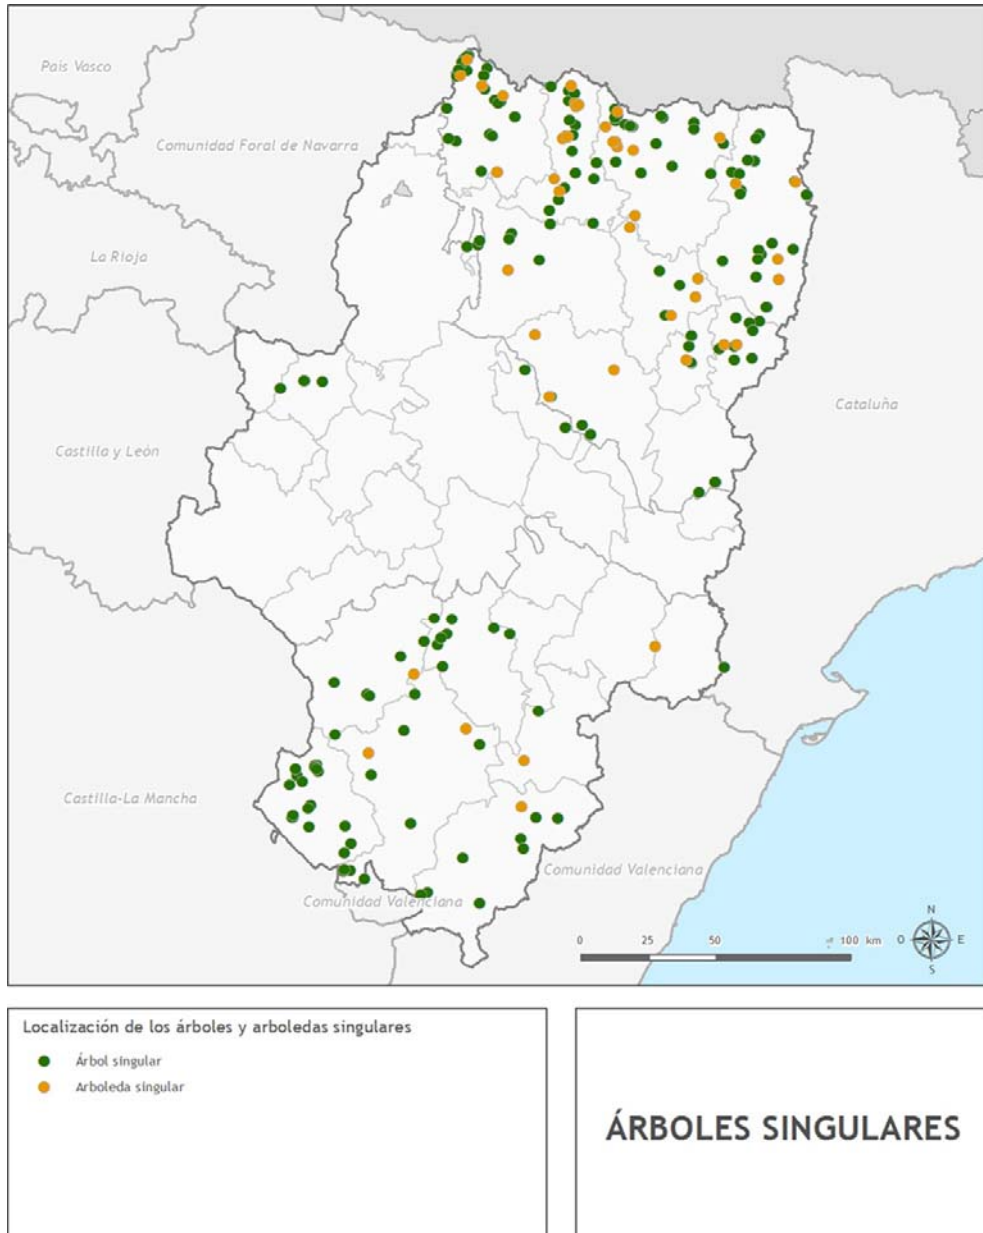 País Vasco
Comunidad Foral de Navarra
La Rioja
Cataluña
Castilla y León
Castilla-La Mancha
Comunidad Valenciana
Comunidad Valenciana
N
O
E
S
0 25 50 100 km
Localización de los árboles y arboledas singulares
Árbol singular
Arboleda singular
ÁRBOLES SINGULARES